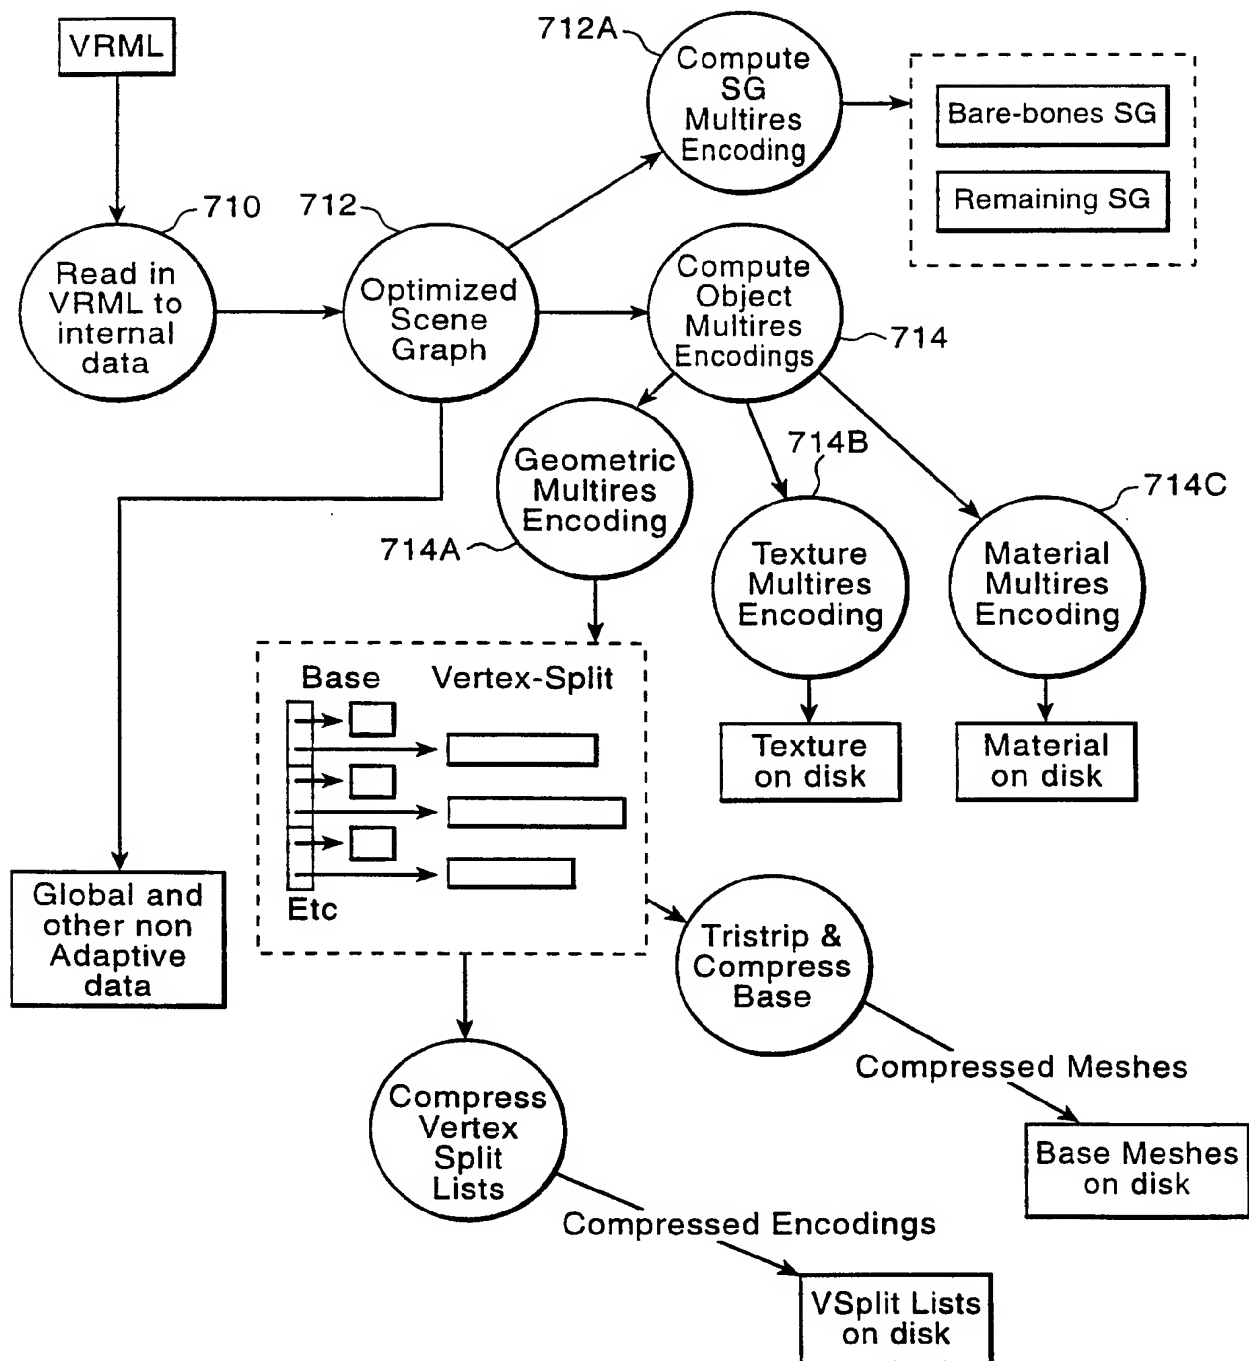 VRML
712A
Compute
SG
Multires
Encoding
Bare-bones SG
Remaining SG
710
712
Read in
VRML to
internal
data
Optimized
Scene
Graph
Compute
Object
Multires
Encodings
714
Geometric
Multires
Encoding
714A
714B
714C
Texture
Multires
Encoding
Material
Multires
Encoding
Base
Vertex-Split
Etc
Texture
on disk
Material
on disk
Global and
other non
Adaptive
data
Tristrip &
Compress
Base
Compressed Meshes
Compress
Vertex
Split
Lists
Base Meshes
on disk
Compressed Encodings
VSplit Lists
on disk